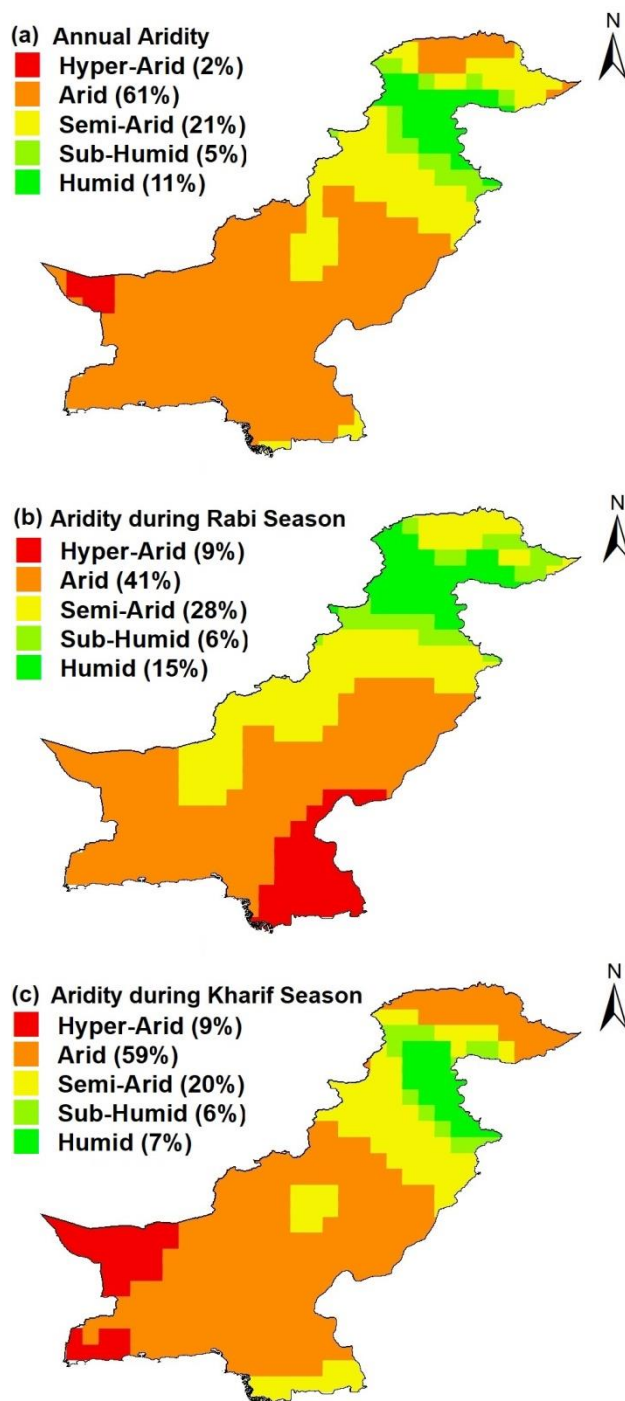 N
(a) Annual Aridity
Hyper-Arid (2%)
Arid (61%)
Semi-Arid (21%)
Sub-Humid (5%)
Humid (11%)
N
(b) Aridity during Rabi Season
Hyper-Arid (9%)
Arid (41%)
Semi-Arid (28%)
Sub-Humid (6%)
Humid (15%)
N
(c) Aridity during Kharif Season
Hyper-Arid (9%)
Arid (59%)
Semi-Arid (20%)
Sub-Humid (6%)
Humid (7%)